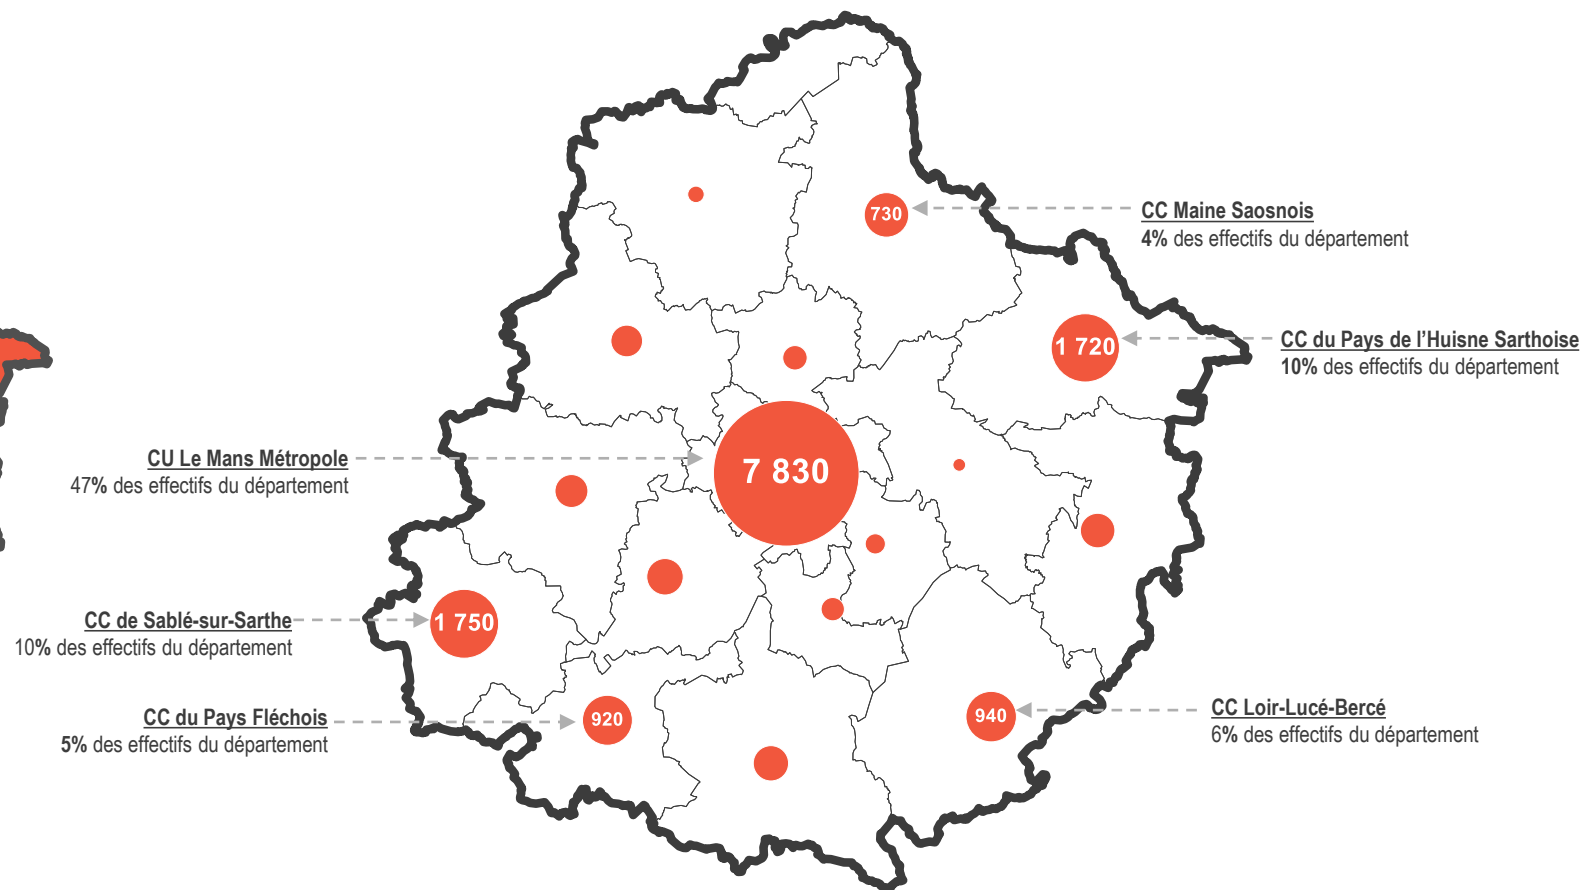 730
CC Maine Saosnois
4% des effectifs du département
1 720
CC du Pays de l’Huisne Sarthoise
10% des effectifs du département
CU Le Mans Métropole
47% des effectifs du département
7 830
CC de Sablé-sur-Sarthe
10% des effectifs du département
1 750
CC du Pays Fléchois
5% des effectifs du département
920
940
CC Loir-Lucé-Bercé
6% des effectifs du département